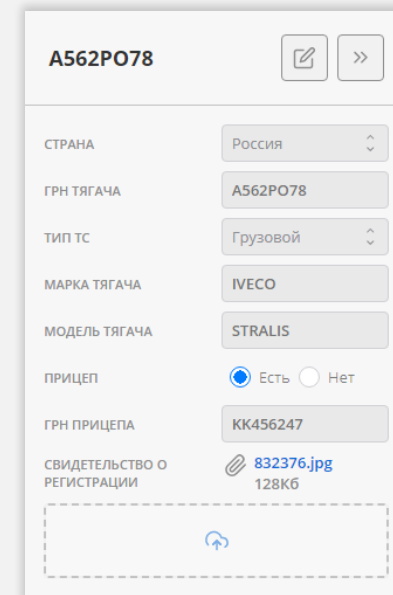 А562РО78
СТРАНА
Россия
ГРН ТЯГАЧА
А562РО78
ТИП ТС
Грузовой
МАРКА ТЯГАЧА
IVECO
МОДЕЛЬ ТЯГАЧА
STRALIS
ПРИЦЕП
Есть Нет
ГРН ПРИЦЕПА
КК456247
СВИДЕТЕЛЬСТВО О
РЕГИСТРАЦИИ
832376.jpg
128Кб